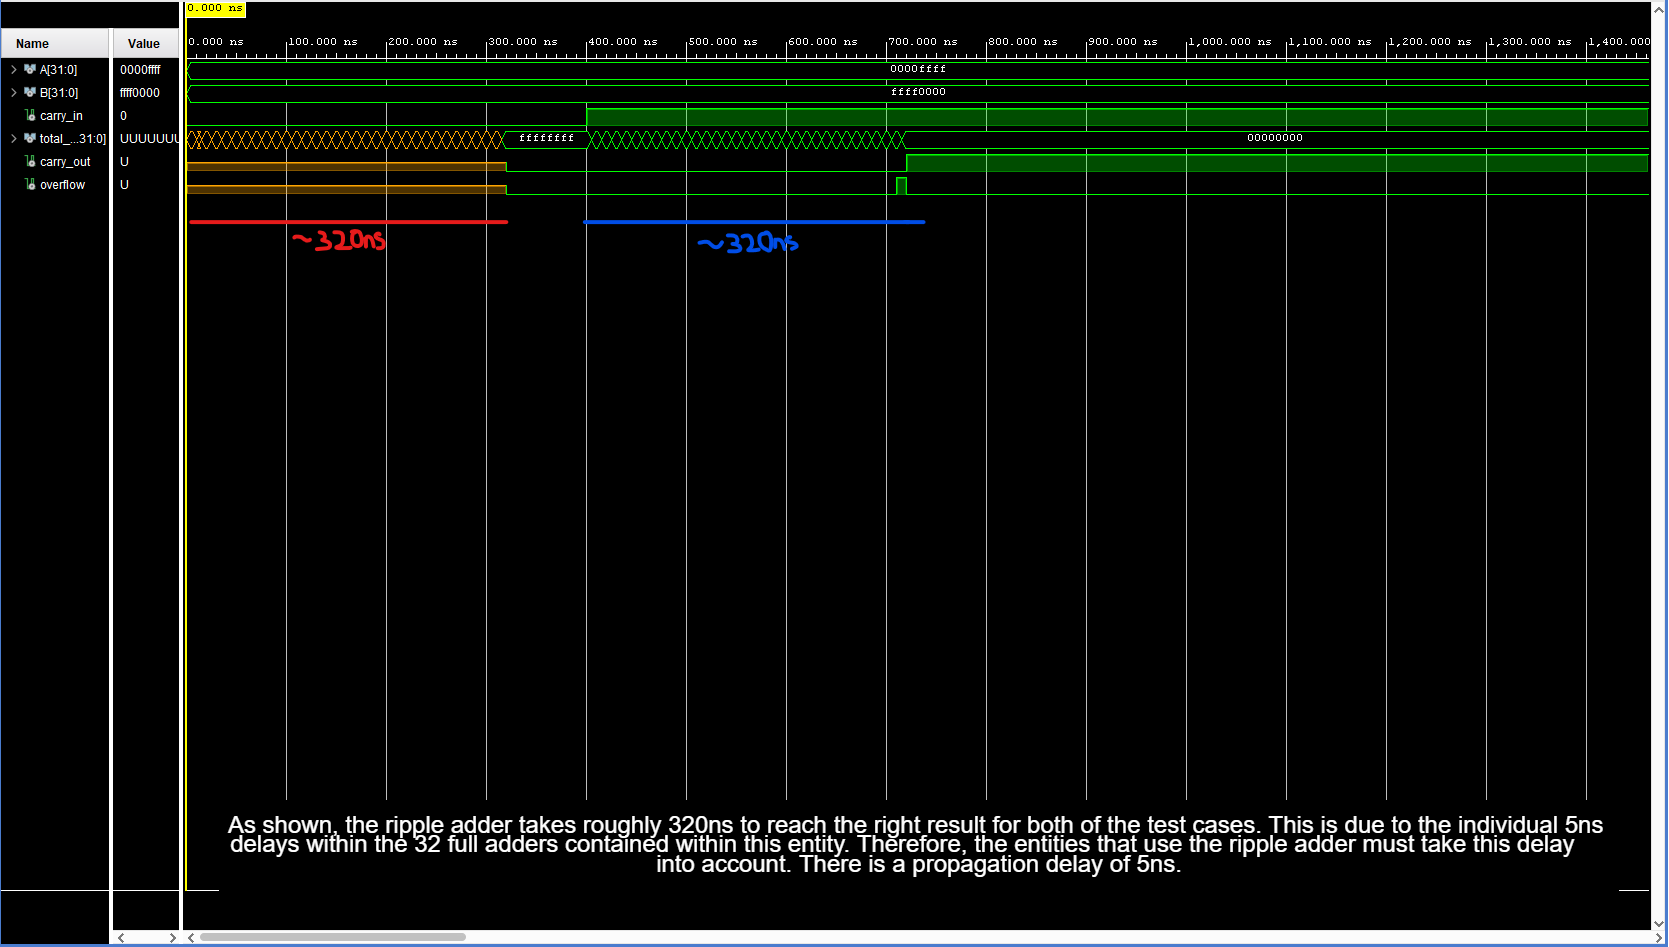 0.000 ns
Name Value
0.000 ns 100.000 ns 200.000 ns 300.000 ns 400.000 ns 500.000 ns 600.000 ns 700.000 ns 800.000 ns 900.000 ns 1,000.000 ns 1,100.000 ns 1,200.000 ns 1,300.000 ns 1,400.000
A[31:0] 0000ffff 0000ffff
B[31:0] ffff0000 ffff0000
carry_in 0
total_...31:0] UUUUUUU ffffffff 00000000
carry_out U
overflow U
~320ns ~320ns
As shown, the ripple adder takes roughly 320ns to reach the right result for both of the test cases. This is due to the individual 5ns
delays within the 32 full adders contained within this entity. Therefore, the entities that use the ripple adder must take this delay
into account. There is a propagation delay of 5ns.